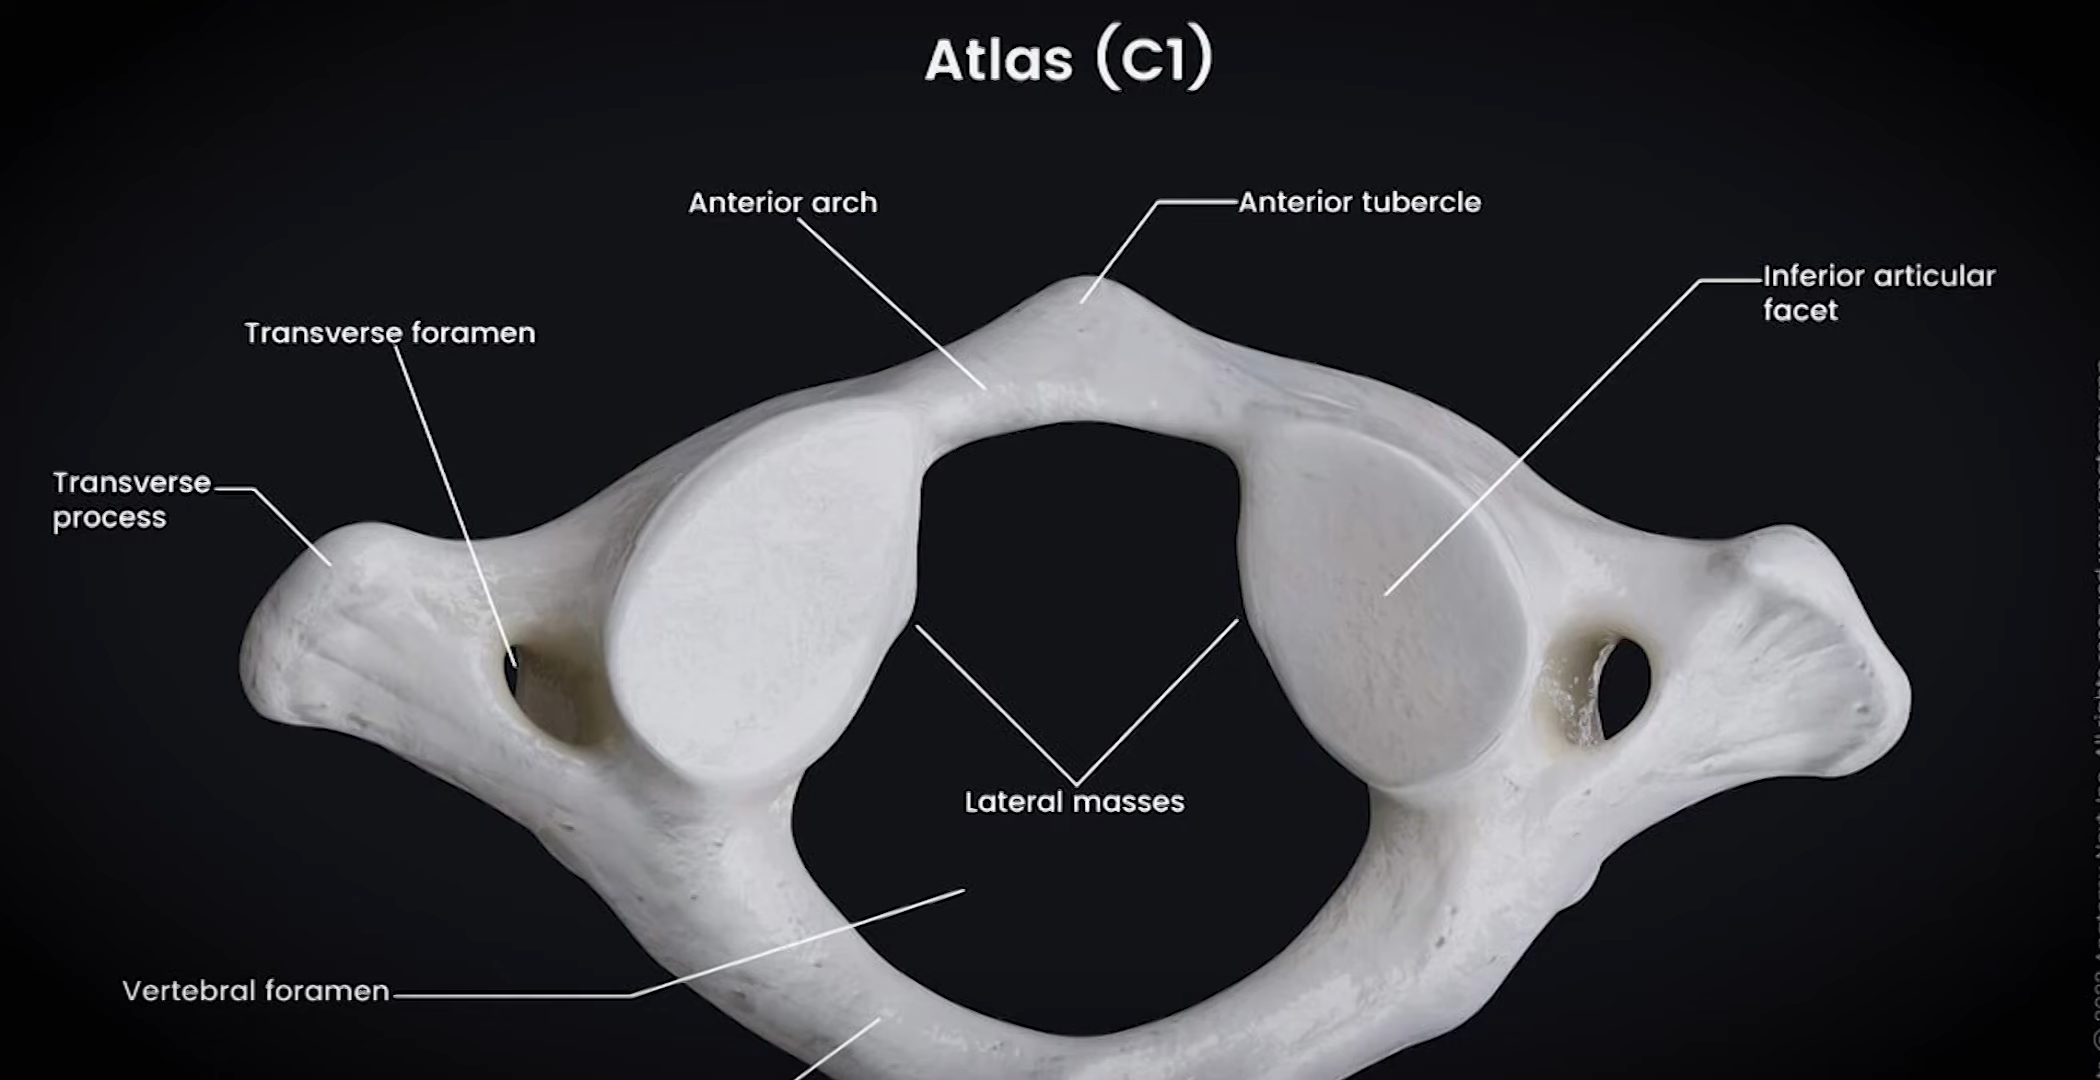 Atlas (C1)
Anterior arch
Anterior tubercle
Inferior articular
facet
Transverse foramen
Transverse
process
Lateral masses
Vertebral foramen